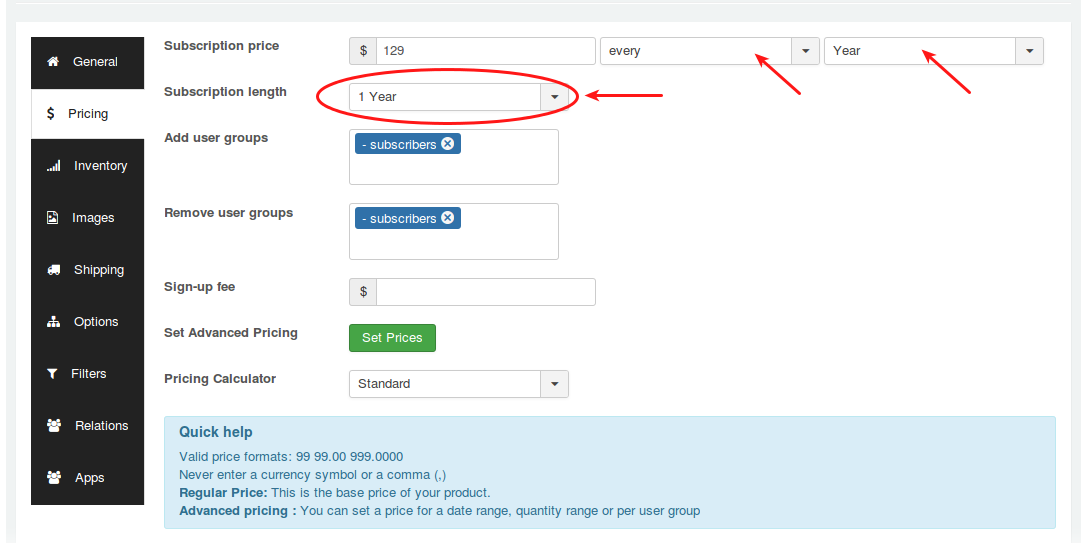 General
Pricing
Inventory
Images
Shipping
Options
Filters
Relations
Apps
Subscription price
$ 129 every Year
Subscription length
1 Year
Add user groups
- subscribers
Remove user groups
- subscribers
Sign-up fee
$
Set Advanced Pricing
Set Prices
Pricing Calculator
Standard
Quick help
Valid price formats: 99 99.00 999.0000
Never enter a currency symbol or a comma (,)
Regular Price: This is the base price of your product.
Advanced pricing : You can set a price for a date range, quantity range or per user group